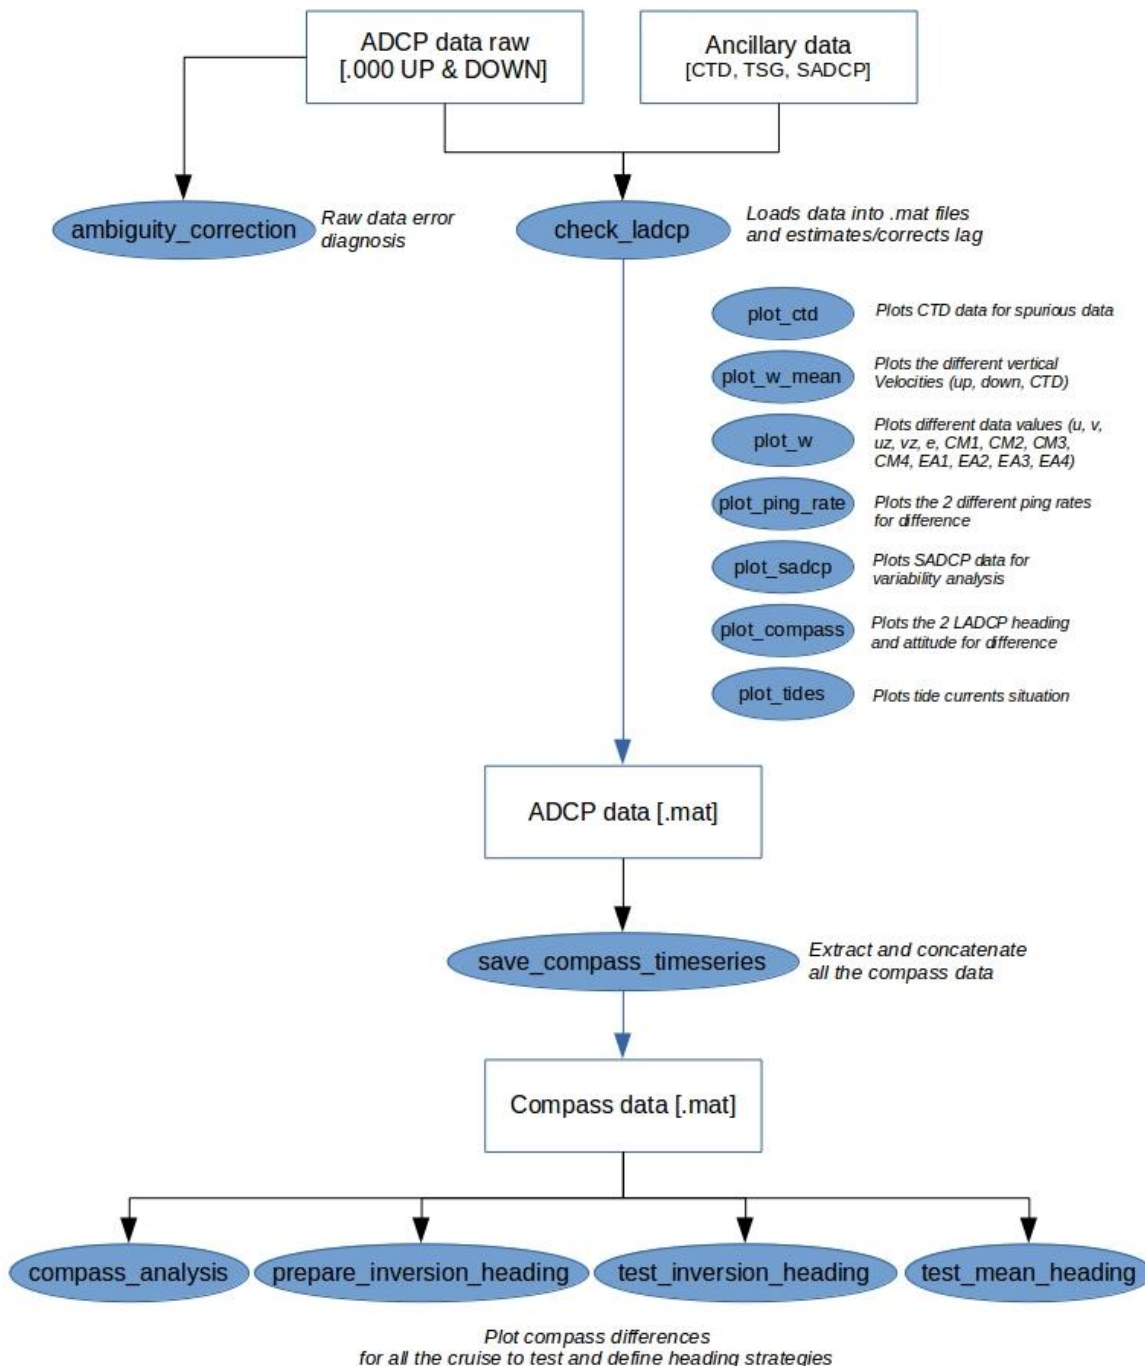 ADCP data raw
[.000 UP & DOWN]
Ancillary data
[CTD, TSG, SADCP]
ambiguity_correction
Raw data error
diagnosis
check_ladcp
Loads data into .mat files
and estimates/corrects lag
plot_ctd
Plots CTD data for spurious data
plot_w_mean
Plots the different vertical
Velocities (up, down, CTD)
plot_w
Plots different data values (u, v,
uz, vz, e, CM1, CM2, CM3,
CM4, EA1, EA2, EA3, EA4)
plot_ping_rate
Plots the 2 different ping rates
for difference
plot_sadcp
Plots SADCP data for
variability analysis
plot_compass
Plots the 2 LADCP heading
and attitude for difference
plot_tides
Plots tide currents situation
ADCP data [.mat]
save_compass_timeseries
Extract and concatenate
all the compass data
Compass data [.mat]
compass_analysis
prepare_inversion_heading
test_inversion_heading
test_mean_heading
Plot compass differences
for all the cruise to test and define heading strategies